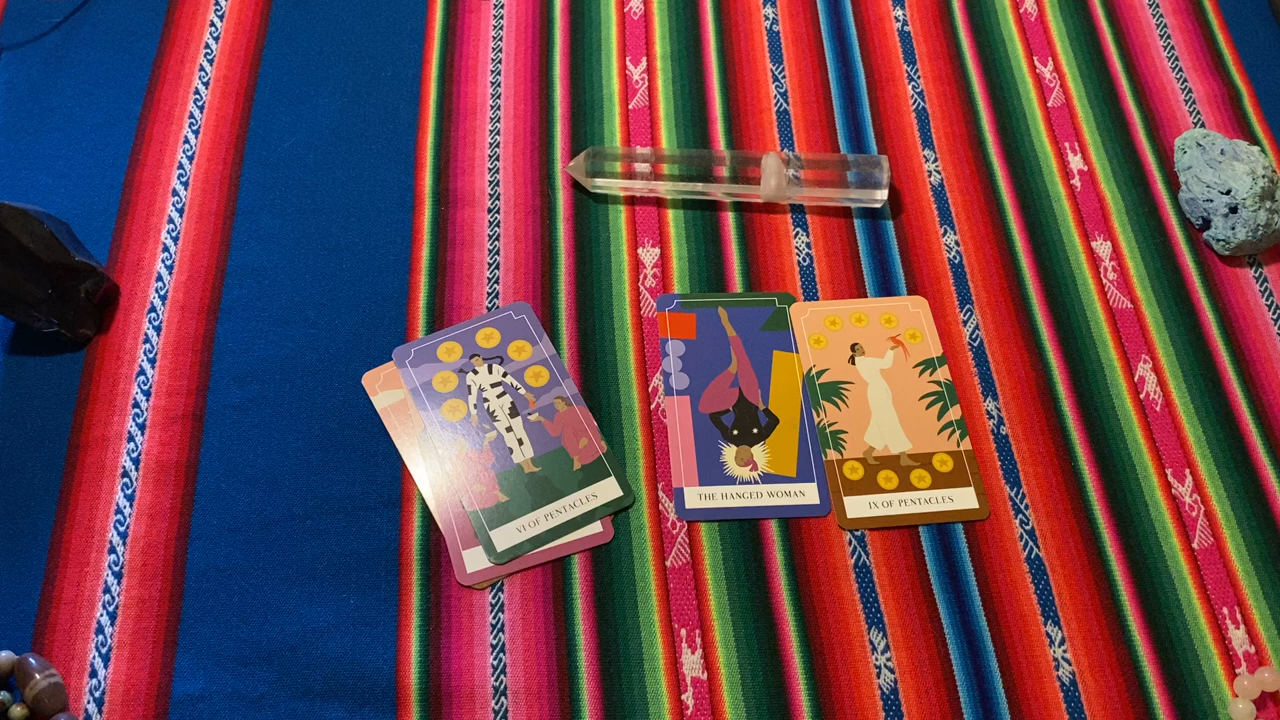 VI OF PENTACLES
THE HANGED WOMAN
IX OF PENTACLES